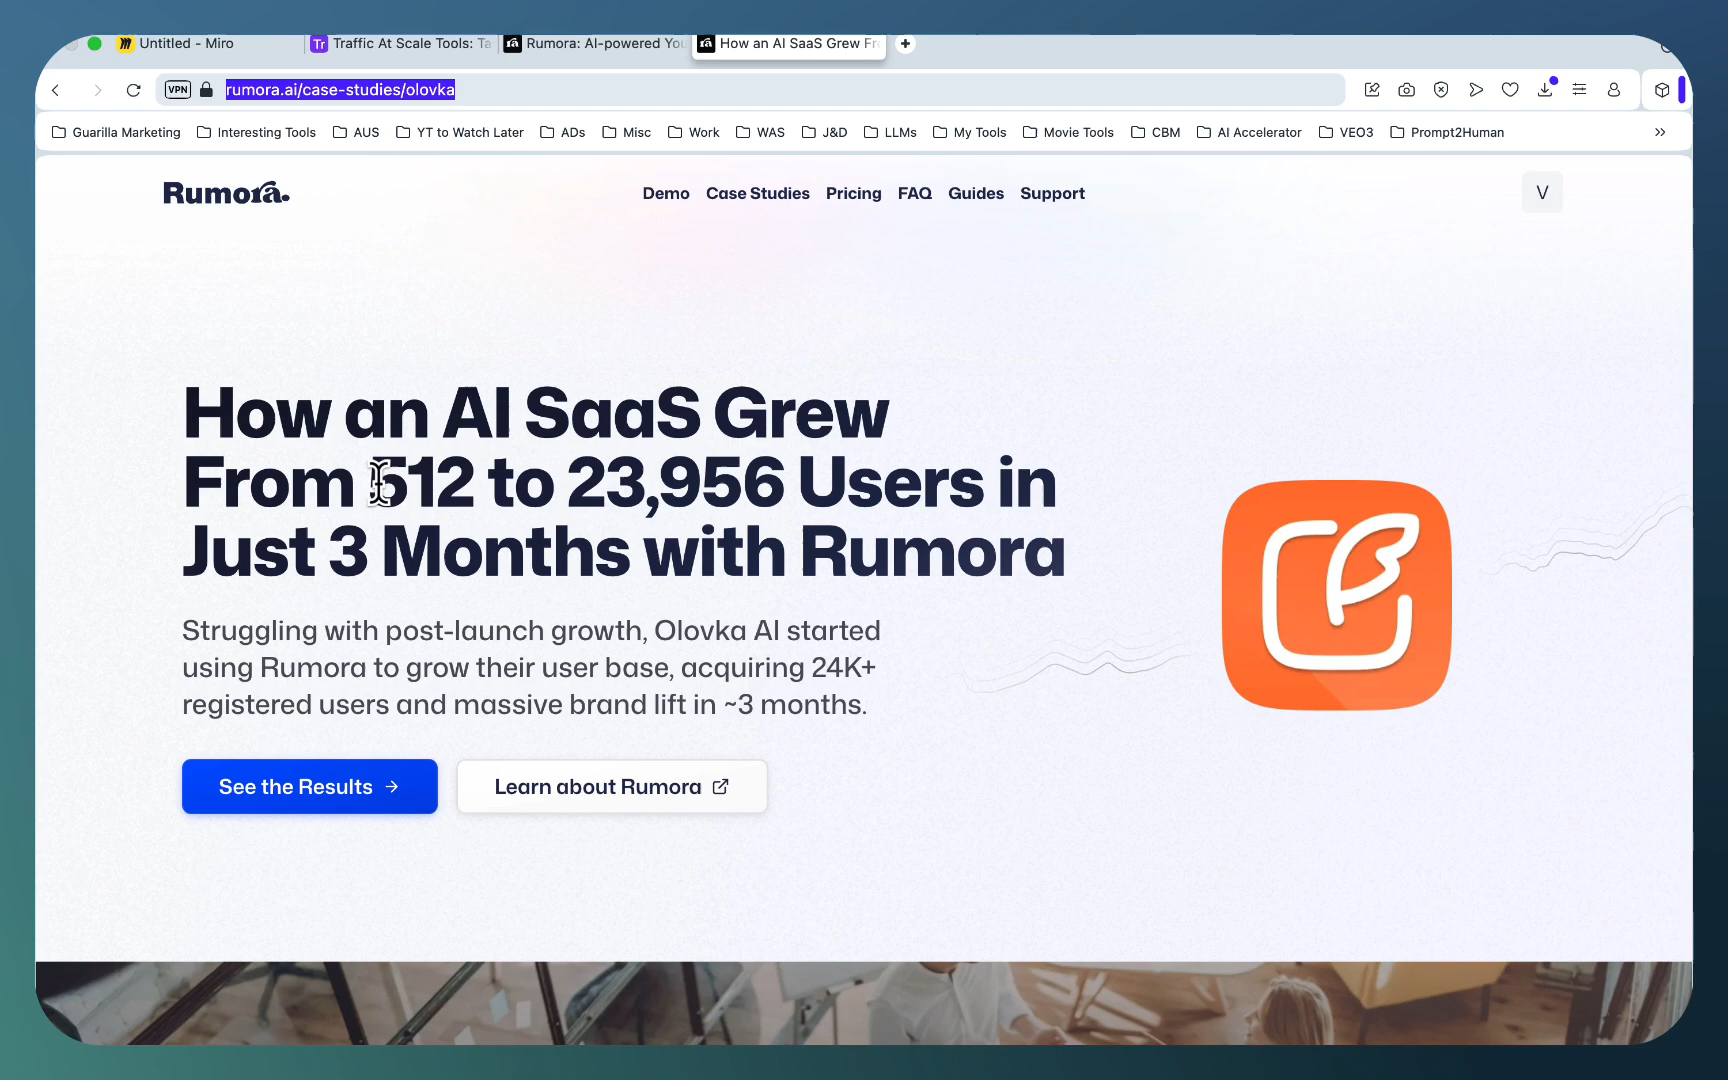 Untitled - Miro
Tr Traffic At Scale Tools: Ta
ra Rumora: AI-powered You
ra How an AI SaaS Grew Fr
VPN rumora.ai/case-studies/olovka
Guarilla Marketing Interesting Tools AUS YT to Watch Later ADs Misc Work WAS J&D LLMs My Tools Movie Tools CBM AI Accelerator VEO3 Prompt2Human
Rumora. Demo Case Studies Pricing FAQ Guides Support V
How an AI SaaS Grew
From 512 to 23,956 Users in
Just 3 Months with Rumora
Struggling with post-launch growth, Olovka AI started
using Rumora to grow their user base, acquiring 24K+
registered users and massive brand lift in ~3 months.
See the Results
Learn about Rumora